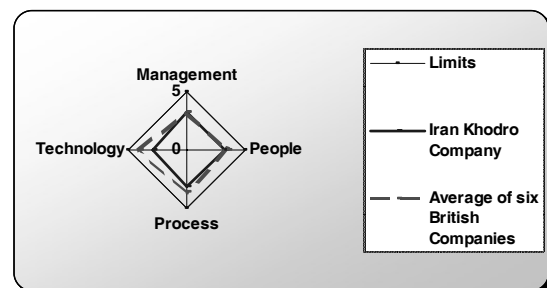 Management
5
Technology
0
People
Process
Limits
Iran Khodro
Company
Average of six
British
Companies